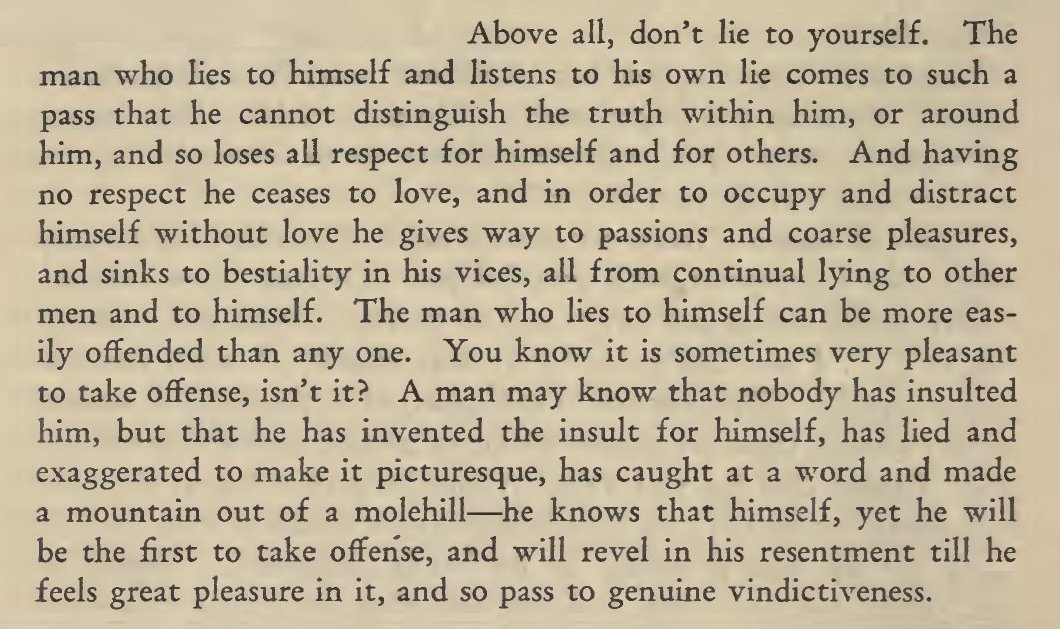 Above all, don't lie to yourself. The
man who lies to himself and listens to his own lie comes to such a
pass that he cannot distinguish the truth within him, or around
him, and so loses all respect for himself and for others. And having
no respect he ceases to love, and in order to occupy and distract
himself without love he gives way to passions and coarse pleasures,
and sinks to bestiality in his vices, all from continual lying to other
men and to himself. The man who lies to himself can be more eas-
ily offended than any one. You know it is sometimes very pleasant
to take offense, isn't it? A man may know that nobody has insulted
him, but that he has invented the insult for himself, has lied and
exaggerated to make it picturesque, has caught at a word and made
a mountain out of a molehill—he knows that himself, yet he will
be the first to take offense, and will revel in his resentment till he
feels great pleasure in it, and so pass to genuine vindictiveness.